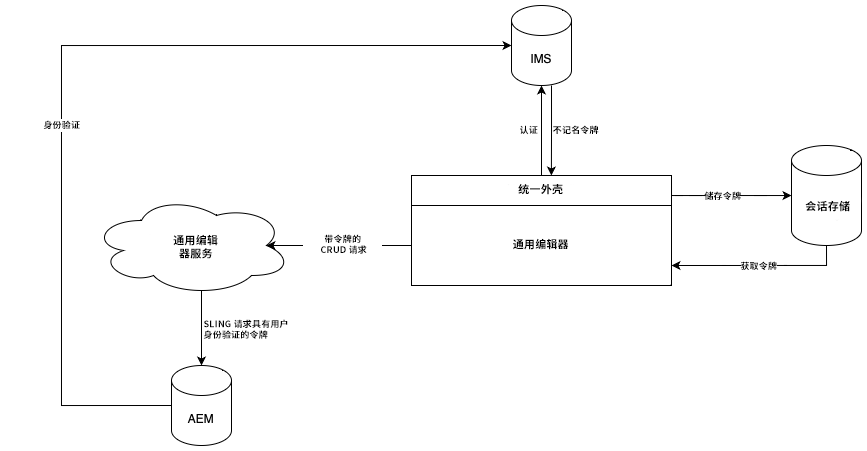 IMS
身份验证
认证
不记名令牌
统一外壳
储存令牌
会话存储
通用编辑
器服务
带令牌的
CRUD 请求
通用编辑器
获取令牌
SLING 请求具有用户
身份验证的令牌
AEM